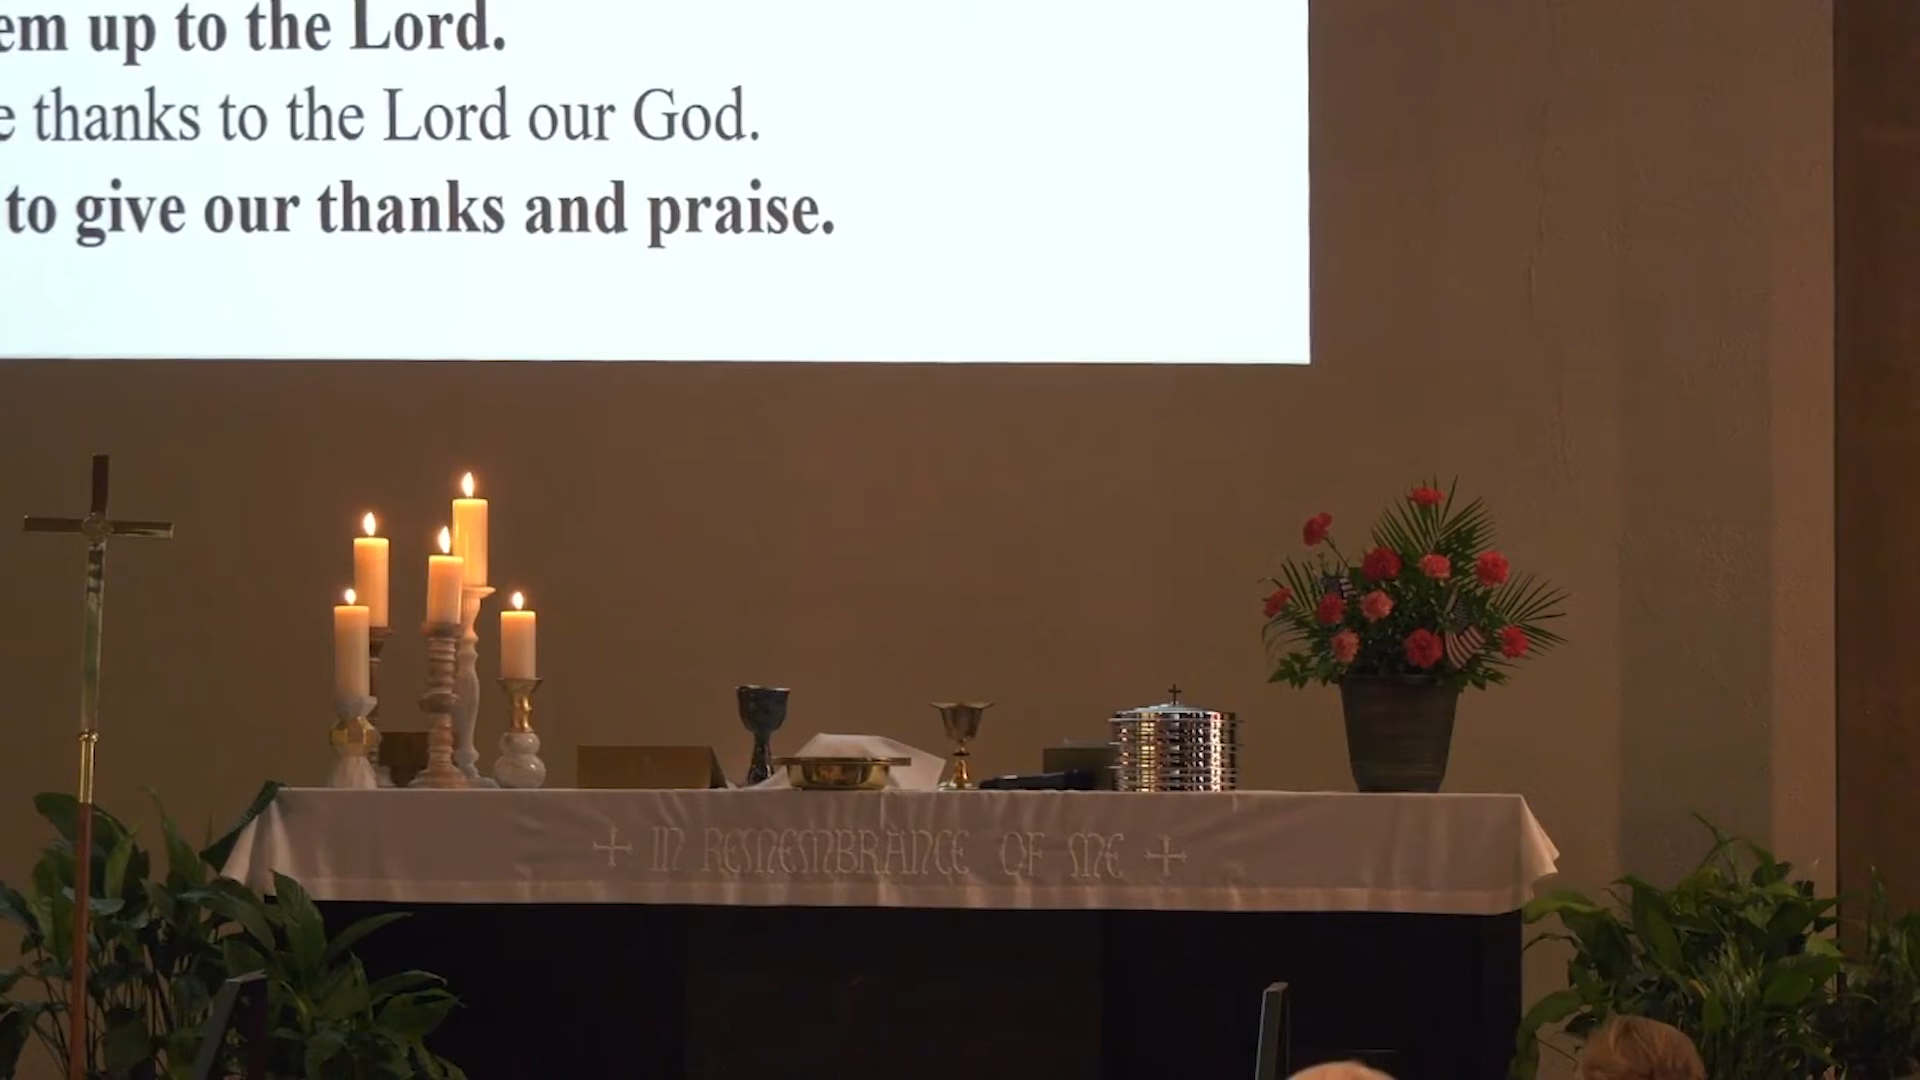 em up to the Lord.
e thanks to the Lord our God.
to give our thanks and praise.
IN REMEMBRANCE OF ME